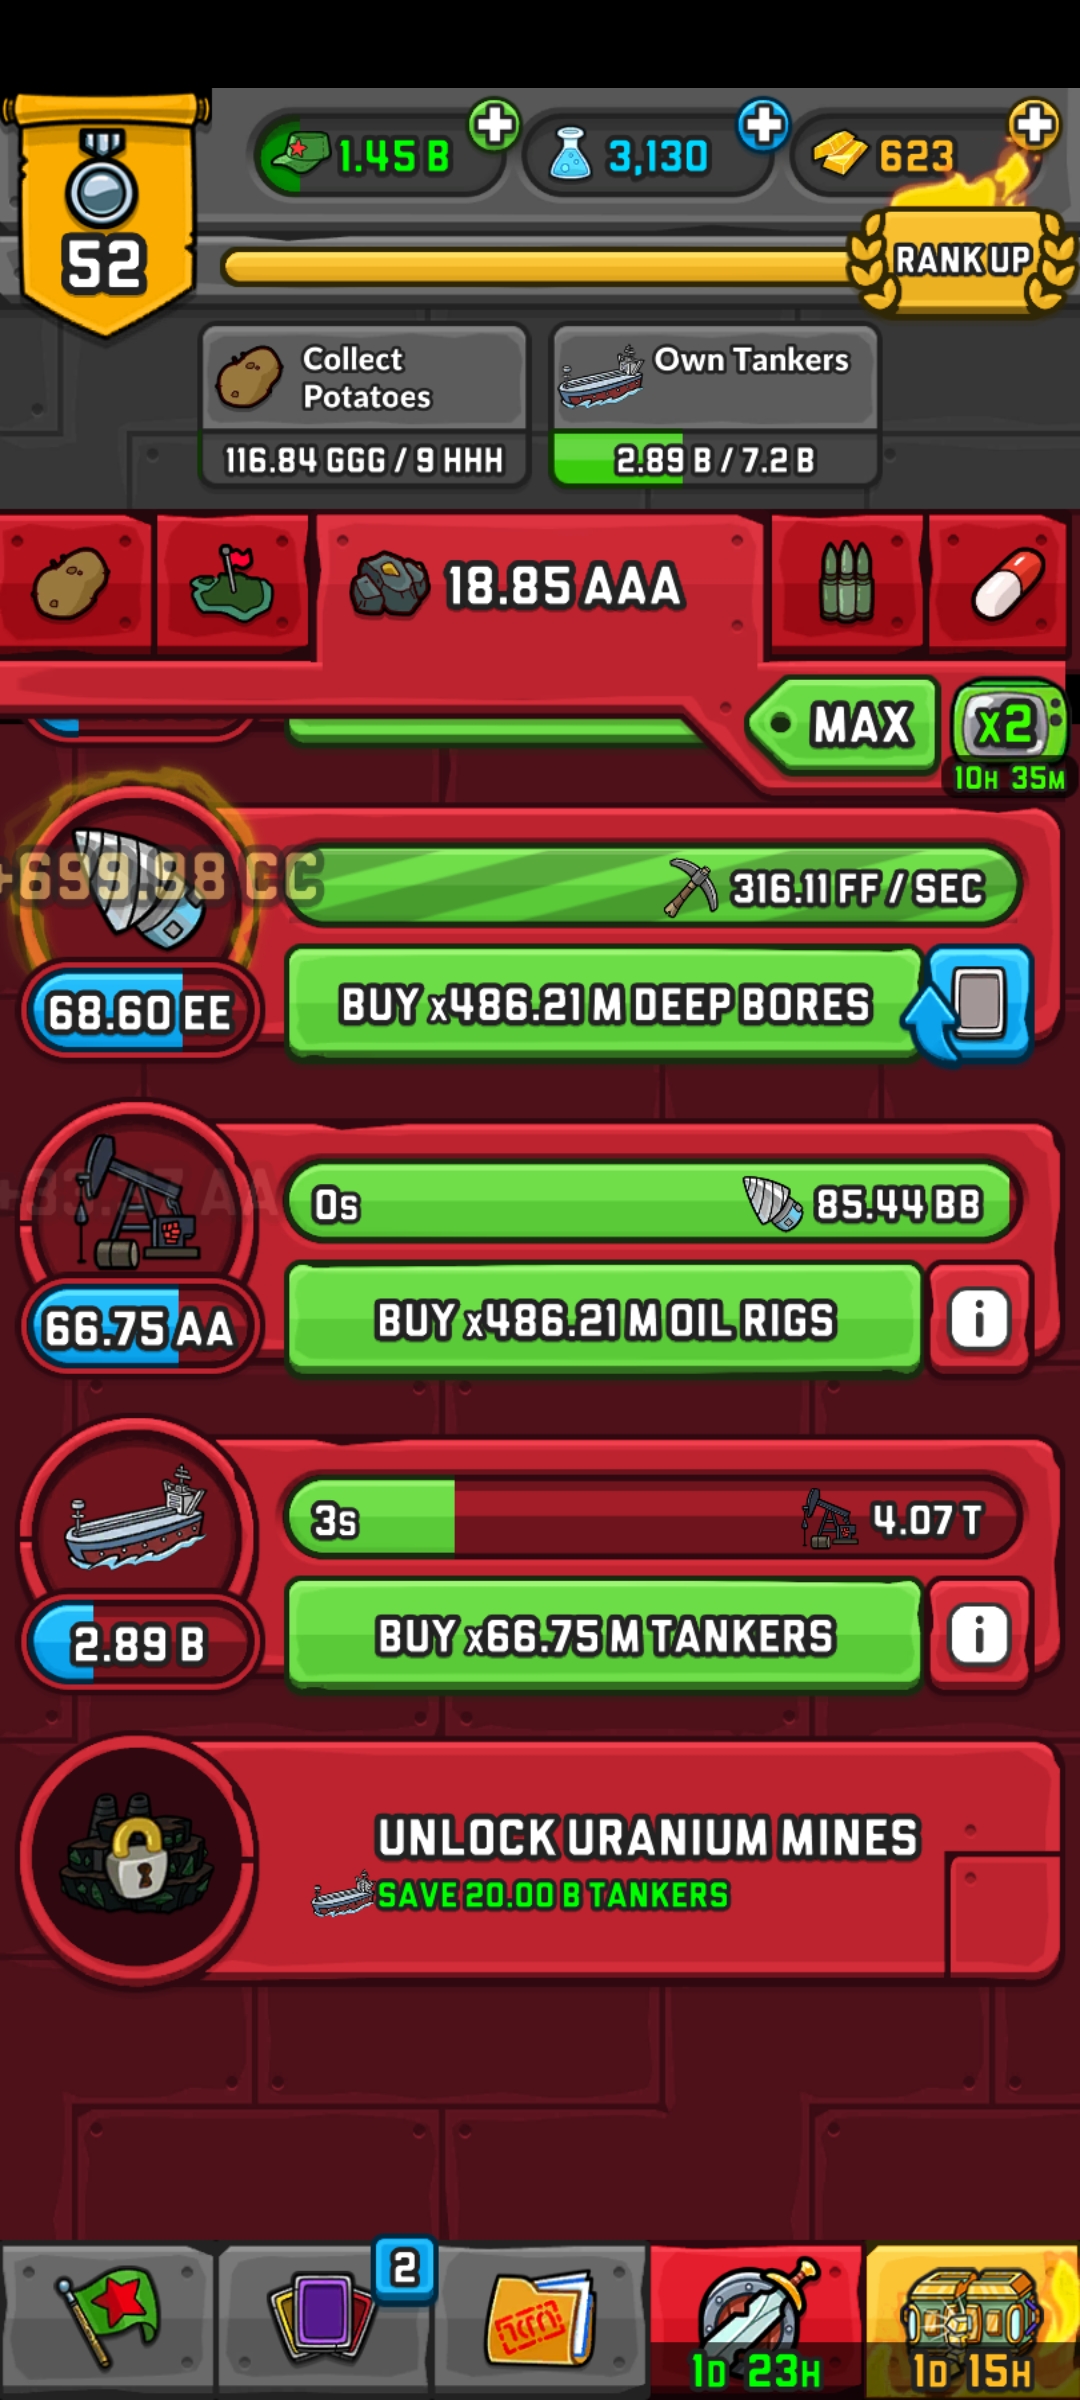 1.45 B
3,130
623
52
RANK UP
Collect
Potatoes
116.84 GGG / 9 HHH
Own Tankers
2.89 B / 7.2 B
18.85 AAA
MAX
x2
10H 35M
+699.98 CC
316.11 FF / SEC
68.60 EE
BUY x486.21 M DEEP BORES
0s
85.44 BB
66.75 AA
BUY x486.21 M OIL RIGS
3s
4.07 T
2.89 B
BUY x66.75 M TANKERS
UNLOCK URANIUM MINES
SAVE 20.00 B TANKERS
2
1D 23H
1D 15H